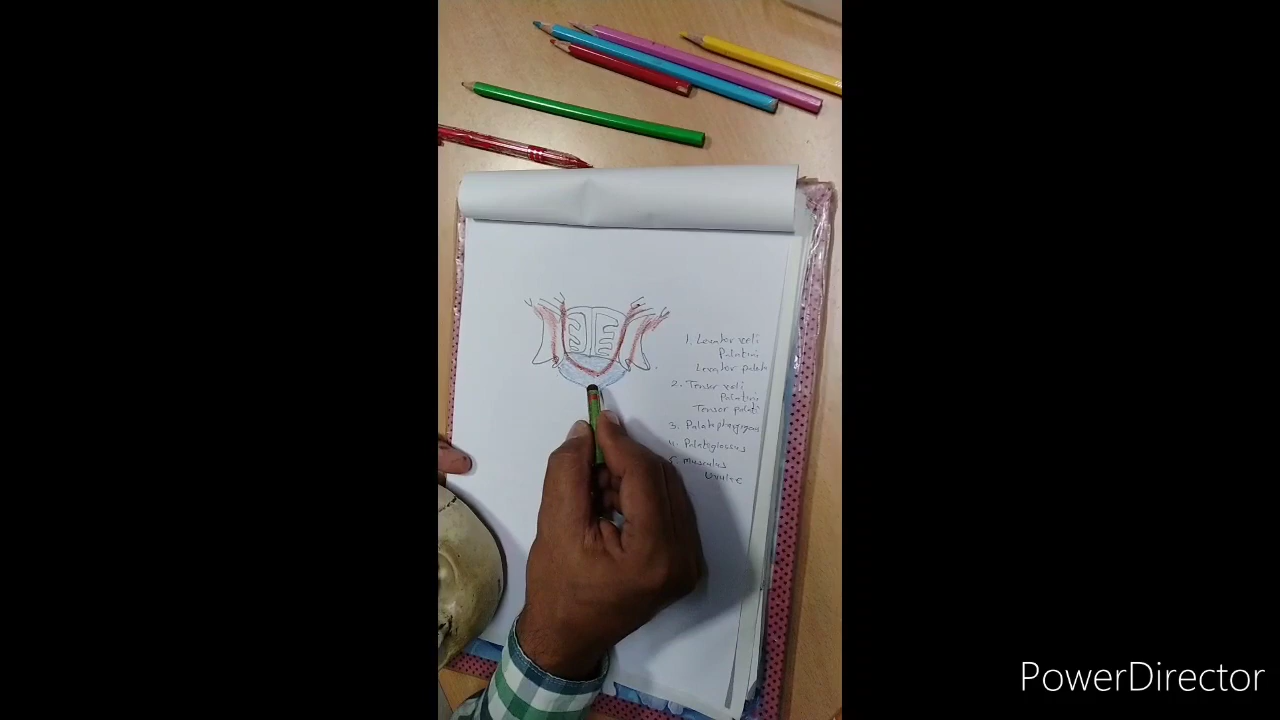 1. Levator veli
Palatini
Levator palati
2. Tensor veli
Palatini
Tensor palati
3. Palatopharyngeus
4. Palatoglossus
5. Musculus
Uvulae
PowerDirector